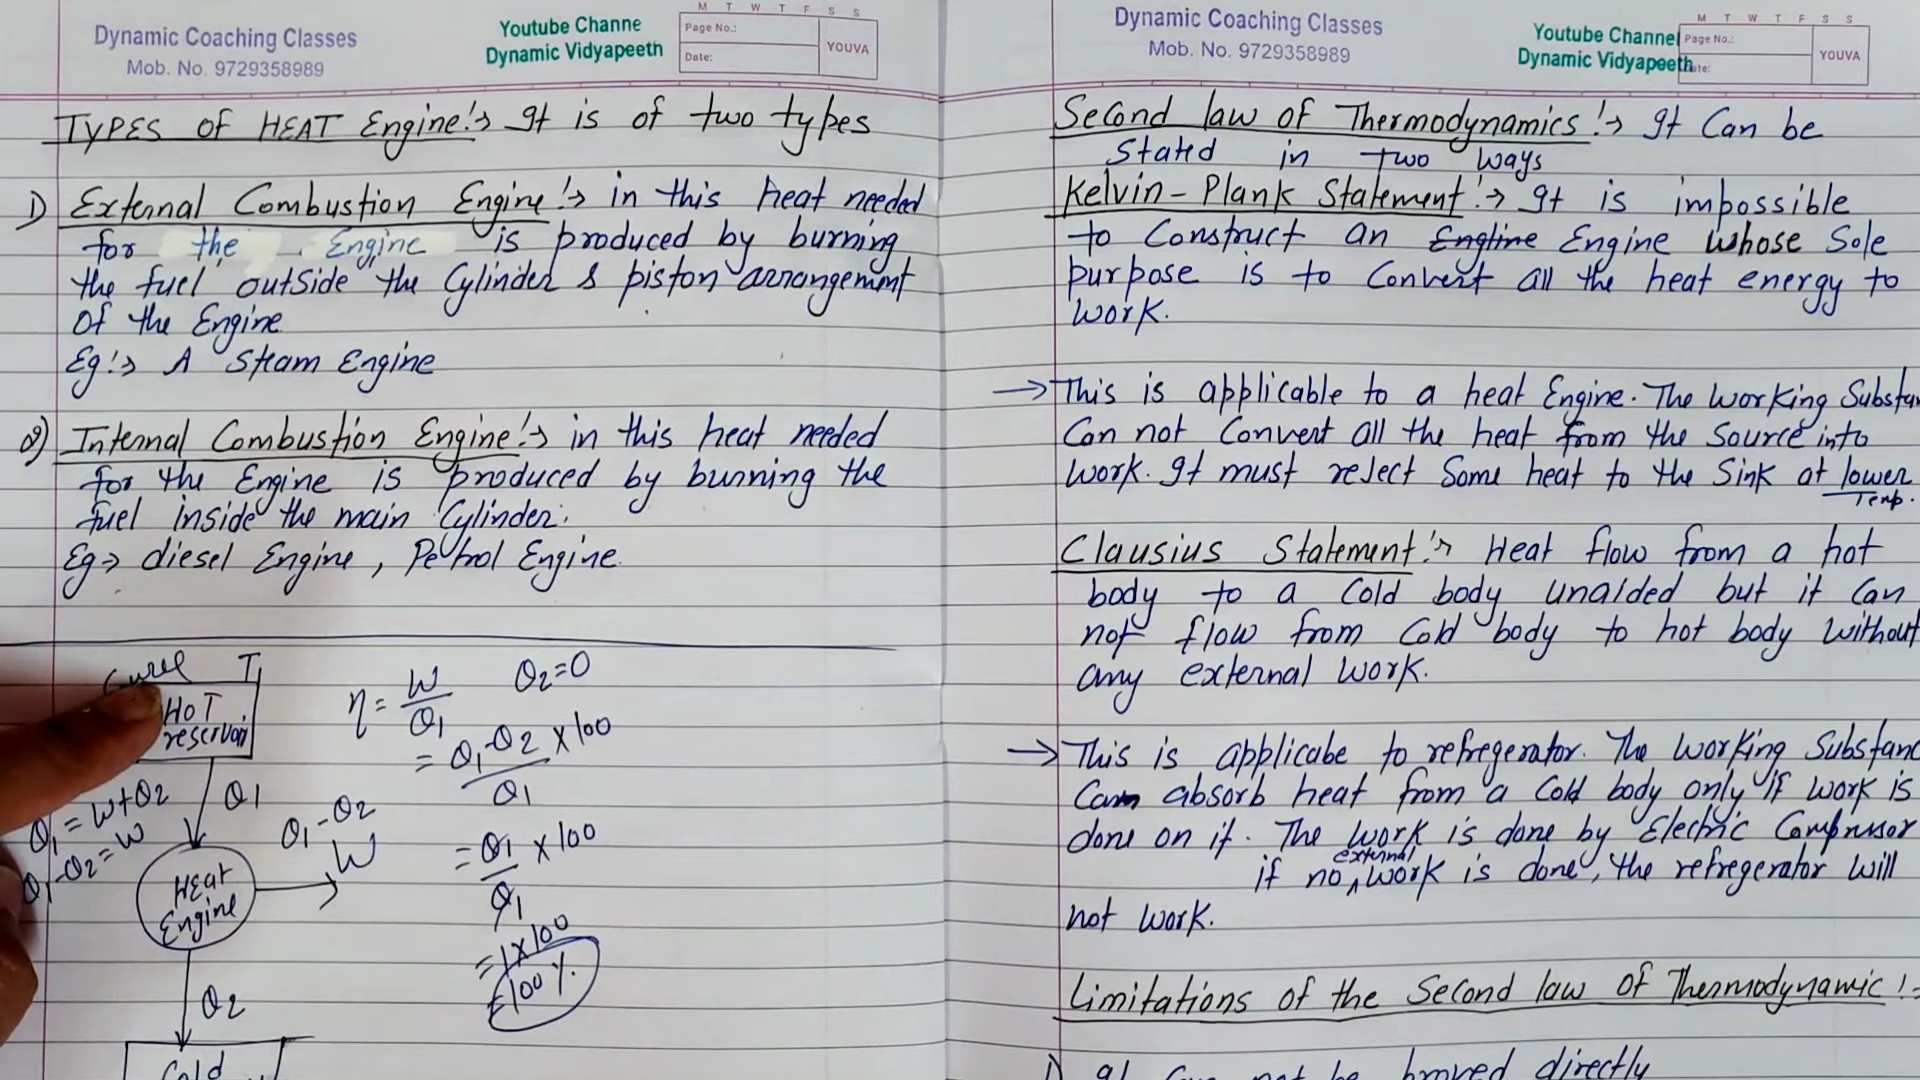 Dynamic Coaching Classes
Mob. No. 9729358989
Youtube Channe
Dynamic Vidyapeeth
M T W T F S S
Page No.:
Date:
YOUVA
TYPES OF HEAT Engine:→ It is of two types
1) External Combustion Engine:→ in this heat needed
for the Engine is produced by burning
the fuel outside the Cylinder & piston arrangement
of the Engine
Eg:→ A Steam Engine
2) Internal Combustion Engine:→ in this heat needed
for the Engine is produced by burning the
fuel inside the main Cylinder.
Eg→ diesel Engine, Petrol Engine
T1
HOT
reservoir
Q1
Q1 = W+Q2
Q1-Q2=W
Q1-Q2
W
Heat
Engine
Q2
Cold
η = W/Q1
Q2=0
= Q1-Q2/Q1 × 100
= Q1/Q1 × 100
= 1×100
=100%
Dynamic Coaching Classes
Mob. No. 9729358989
Youtube Channel
Dynamic Vidyapeeth
M T W T F S S
Page No.:
ate:
YOUVA
Second law of Thermodynamics:→ It Can be
Stated in two ways
Kelvin-Plank Statement:→ It is impossible
to Construct an Engline Engine whose Sole
purpose is to Convert all the heat energy to
work.
→ This is applicable to a heat Engine. The working Substan
Can not Convert all the heat from the Source into
work. It must reject Some heat to the Sink at lower
Temp.
Clausius Statement:→ Heat flow from a hot
body to a cold body unaided but it Can
not flow from Cold body to hot body without
any external work.
→ This is applicabe to refregerator. The working Substanc
Can absorb heat from a Cold body only if work is
done on it. The work is done by Electric Compressor
if no external work is done, the refregerator will
not work.
Limitations of the Second law of Thermodynamic:-
1) It Can not be proved directly